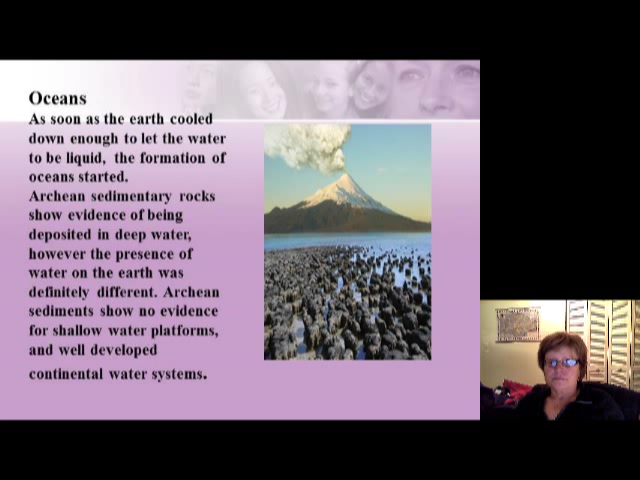 Oceans
As soon as the earth cooled
down enough to let the water
to be liquid, the formation of
oceans started.
Archean sedimentary rocks
show evidence of being
deposited in deep water,
however the presence of
water on the earth was
definitely different. Archean
sediments show no evidence
for shallow water platforms,
and well developed
continental water systems.